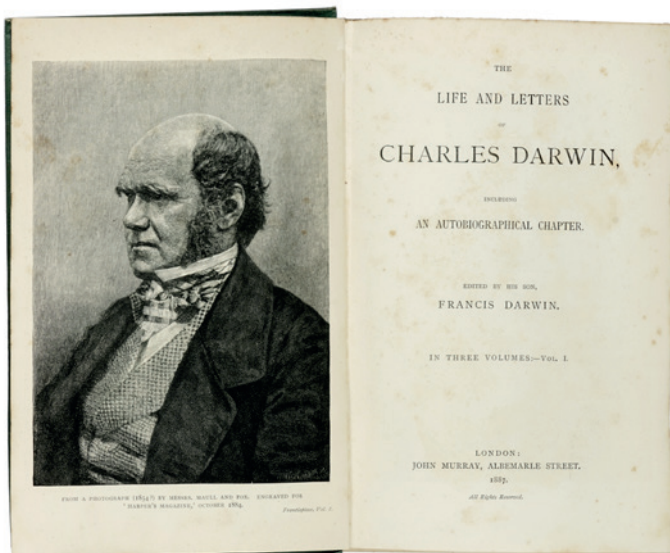 FROM A PHOTOGRAPH (1854?) BY MESSRS. MAULL AND FOX. ENGRAVED FOR
'HARPER'S MAGAZINE,' OCTOBER 1884.
Frontispiece, Vol. I.
THE
LIFE AND LETTERS
OF
CHARLES DARWIN,
INCLUDING
AN AUTOBIOGRAPHICAL CHAPTER.
EDITED BY HIS SON,
FRANCIS DARWIN.
IN THREE VOLUMES:—VOL. I.
LONDON:
JOHN MURRAY, ALBEMARLE STREET.
1887.
All Rights Reserved.